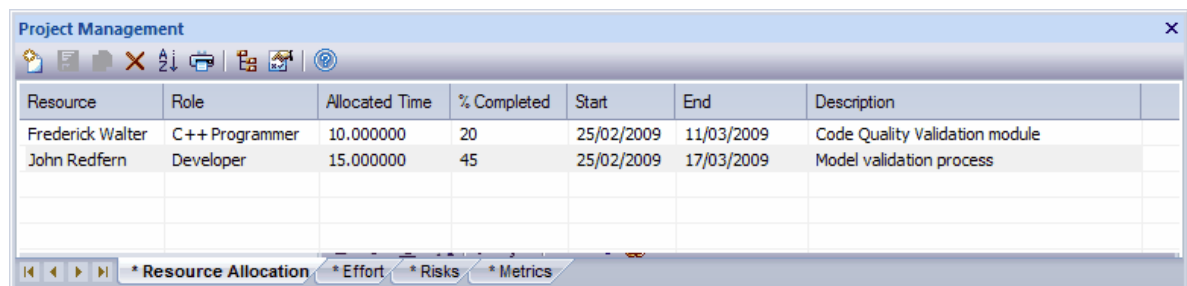 Project Management
Resource Role Allocated Time % Completed Start End Description
Frederick Walter C++ Programmer 10.000000 20 25/02/2009 11/03/2009 Code Quality Validation module
John Redfern Developer 15.000000 45 25/02/2009 17/03/2009 Model validation process
* Resource Allocation * Effort * Risks * Metrics